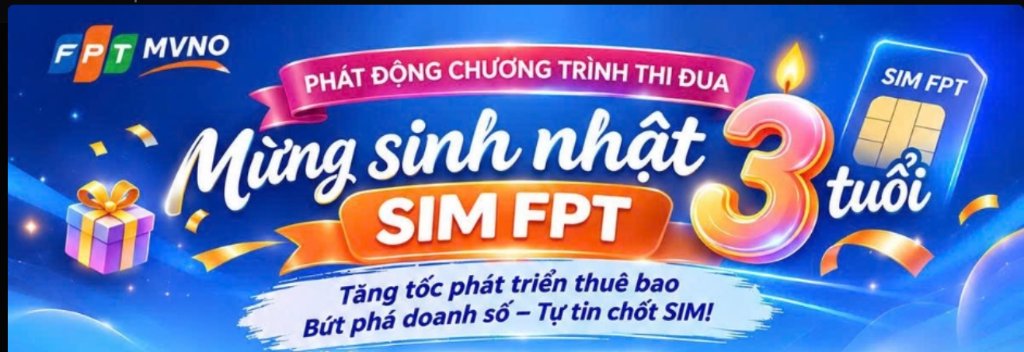 FPT MVNO
PHÁT ĐỘNG CHƯƠNG TRÌNH THI ĐUA
SIM FPT
Mừng sinh nhật 3 tuổi
SIM FPT
Tăng tốc phát triển thuê bao
Bứt phá doanh số – Tự tin chốt SIM!